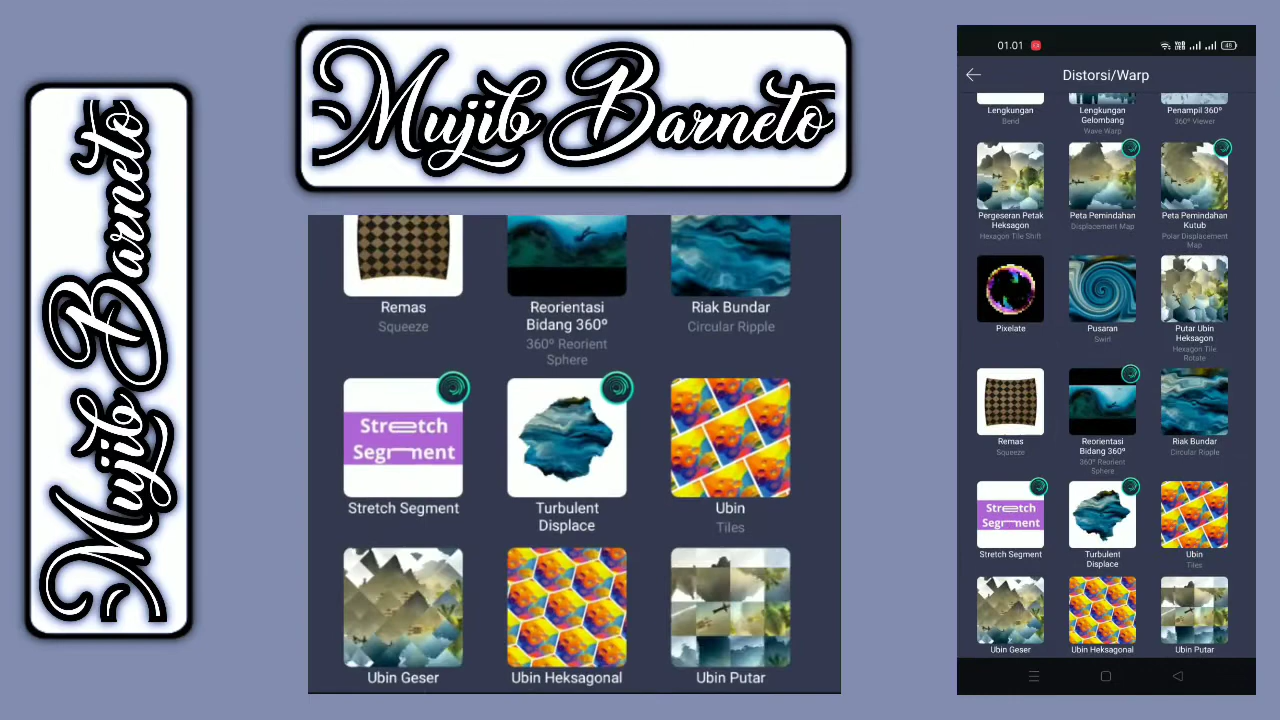 Mujib Barneto
Mujib Barneto
Remas
Squeeze
Reorientasi
Bidang 360°
360° Reorient
Sphere
Riak Bundar
Circular Ripple
Stretch
Segment
Stretch Segment
Turbulent
Displace
Ubin
Tiles
Ubin Geser
Ubin Heksagonal
Ubin Putar
01.01
48
Distorsi/Warp
Lengkungan
Bend
Lengkungan
Gelombang
Wave Warp
Penampil 360°
360° Viewer
Pergeseran Petak
Heksagon
Hexagon Tile Shift
Peta Pemindahan
Displacement Map
Peta Pemindahan
Kutub
Polar Displacement
Map
Pixelate
Pusaran
Swirl
Putar Ubin
Heksagon
Hexagon Tile
Rotate
Remas
Squeeze
Reorientasi
Bidang 360°
360° Reorient
Sphere
Riak Bundar
Circular Ripple
Stretch
Segment
Stretch Segment
Turbulent
Displace
Ubin
Tiles
Ubin Geser
Ubin Heksagonal
Ubin Putar